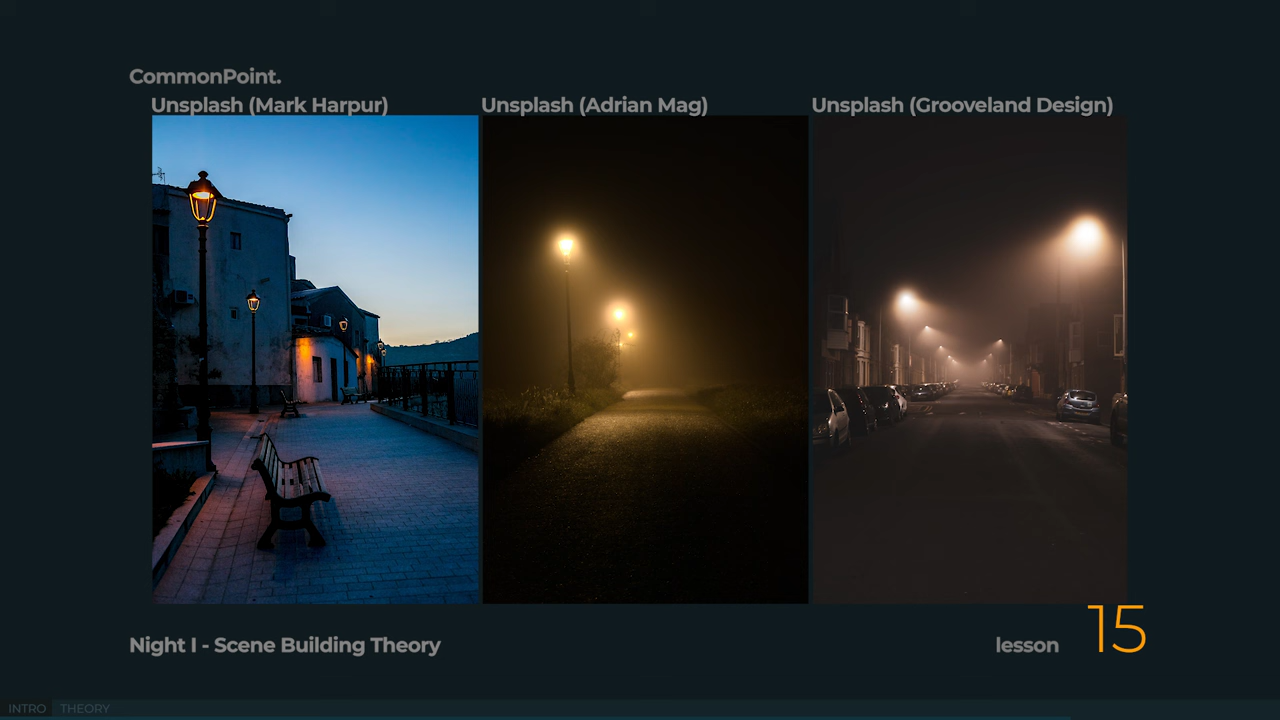 CommonPoint.
Unsplash (Mark Harpur)
Unsplash (Adrian Mag)
Unsplash (Grooveland Design)
Night I - Scene Building Theory
lesson 15
INTRO THEORY